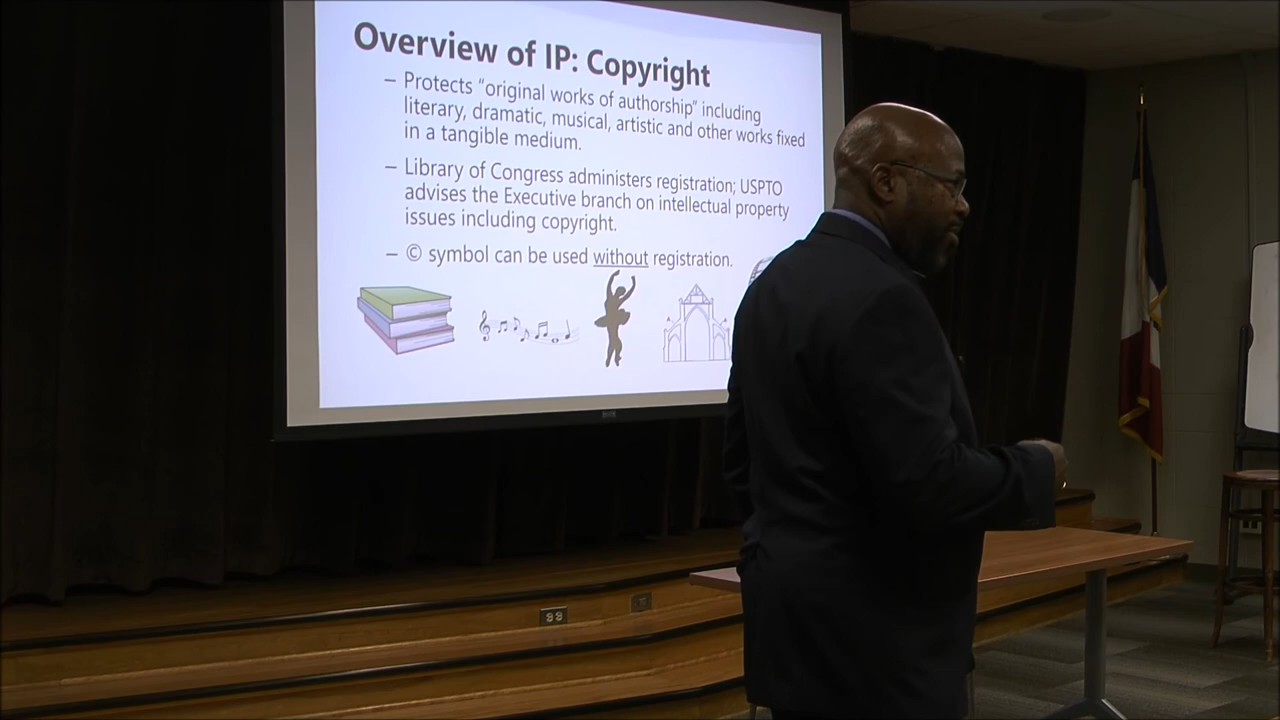 Overview of IP: Copyright
– Protects “original works of authorship” including
literary, dramatic, musical, artistic and other works fixed
in a tangible medium.
– Library of Congress administers registration; USPTO
advises the Executive branch on intellectual property
issues including copyright.
– © symbol can be used without registration.